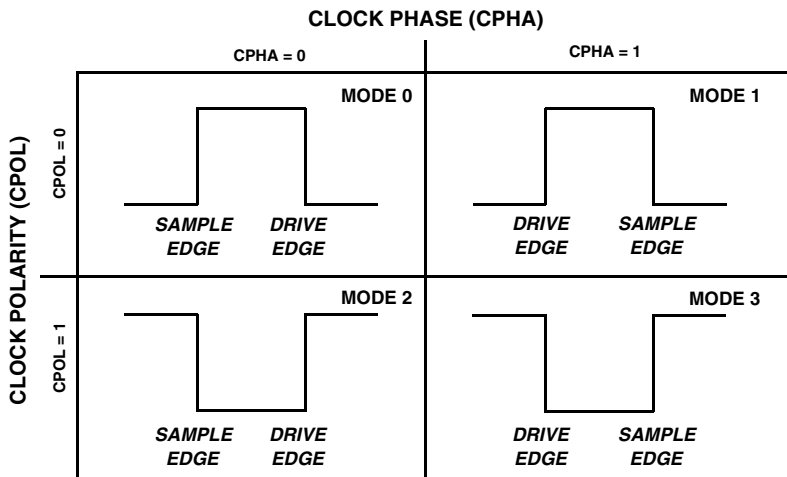 CLOCK PHASE (CPHA)
CPHA = 0
CPHA = 1
CLOCK POLARITY (CPOL)
CPOL = 0
MODE 0
SAMPLE
EDGE
DRIVE
EDGE
MODE 1
DRIVE
EDGE
SAMPLE
EDGE
CPOL = 1
MODE 2
SAMPLE
EDGE
DRIVE
EDGE
MODE 3
DRIVE
EDGE
SAMPLE
EDGE